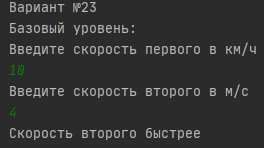 Вариант №23
Базовый уровень:
Введите скорость первого в км/ч
10
Введите скорость второго в м/с
4
Скорость второго быстрее